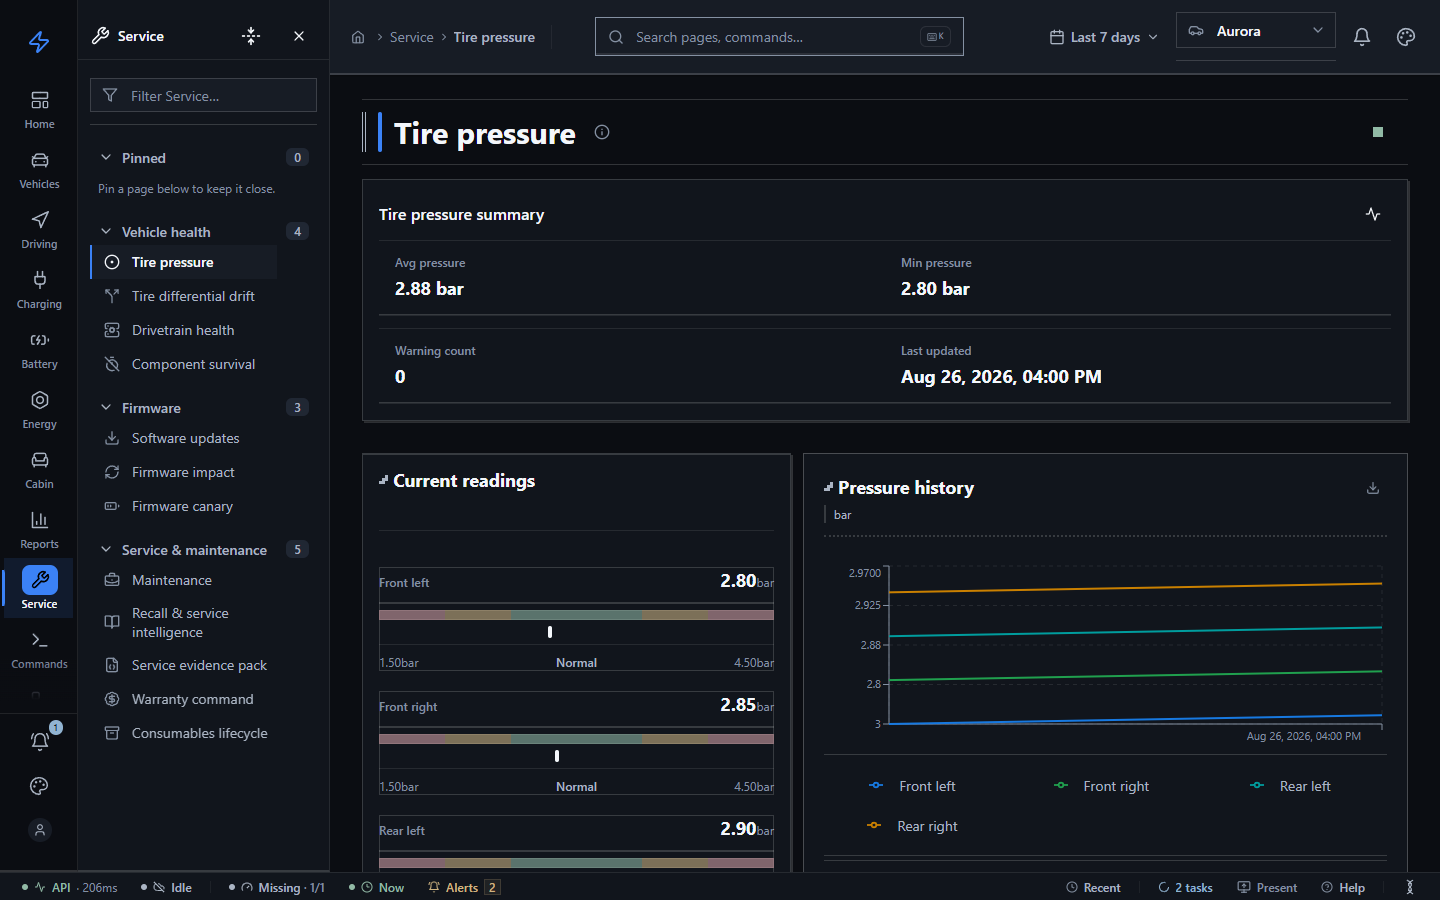 Service
Service
Tire pressure
Search pages, commands...
K
Last 7 days
Aurora
Home
Vehicles
Driving
Charging
Battery
Energy
Cabin
Reports
Service
Commands
1
Filter Service...
Pinned 0
Pin a page below to keep it close.
Vehicle health 4
Tire pressure
Tire differential drift
Drivetrain health
Component survival
Firmware 3
Software updates
Firmware impact
Firmware canary
Service & maintenance 5
Maintenance
Recall & service
intelligence
Service evidence pack
Warranty command
Consumables lifecycle
Tire pressure
Tire pressure summary
Avg pressure
2.88 bar
Min pressure
2.80 bar
Warning count
0
Last updated
Aug 26, 2026, 04:00 PM
Current readings
Front left 2.80bar
1.50bar Normal 4.50bar
Front right 2.85bar
1.50bar Normal 4.50bar
Rear left 2.90bar
Pressure history
bar
2.9700
2.925
2.88
2.8
3
Aug 26, 2026, 04:00 PM
Front left
Front right
Rear left
Rear right
API · 206ms
Idle
Missing · 1/1
Now
Alerts 2
Recent
2 tasks
Present
Help